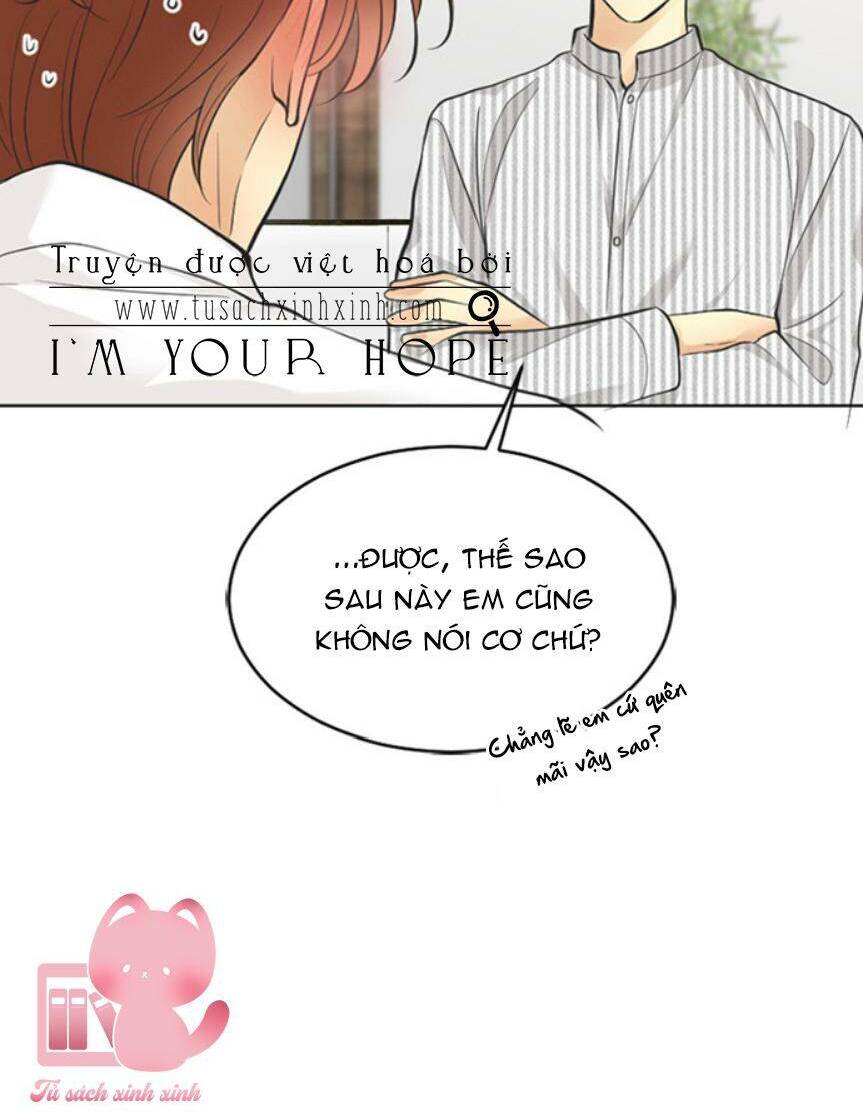 Truyện được việt hoá bởi
www.tusachxinhxinh.com
I'M YOUR HOPE
...ĐƯỢC, THẾ SAO
SAU NÀY EM CŨNG
KHÔNG NÓI CƠ CHỨ?
Chẳng lẽ em cứ quên
mãi vậy sao?
Tủ sách xinh xinh